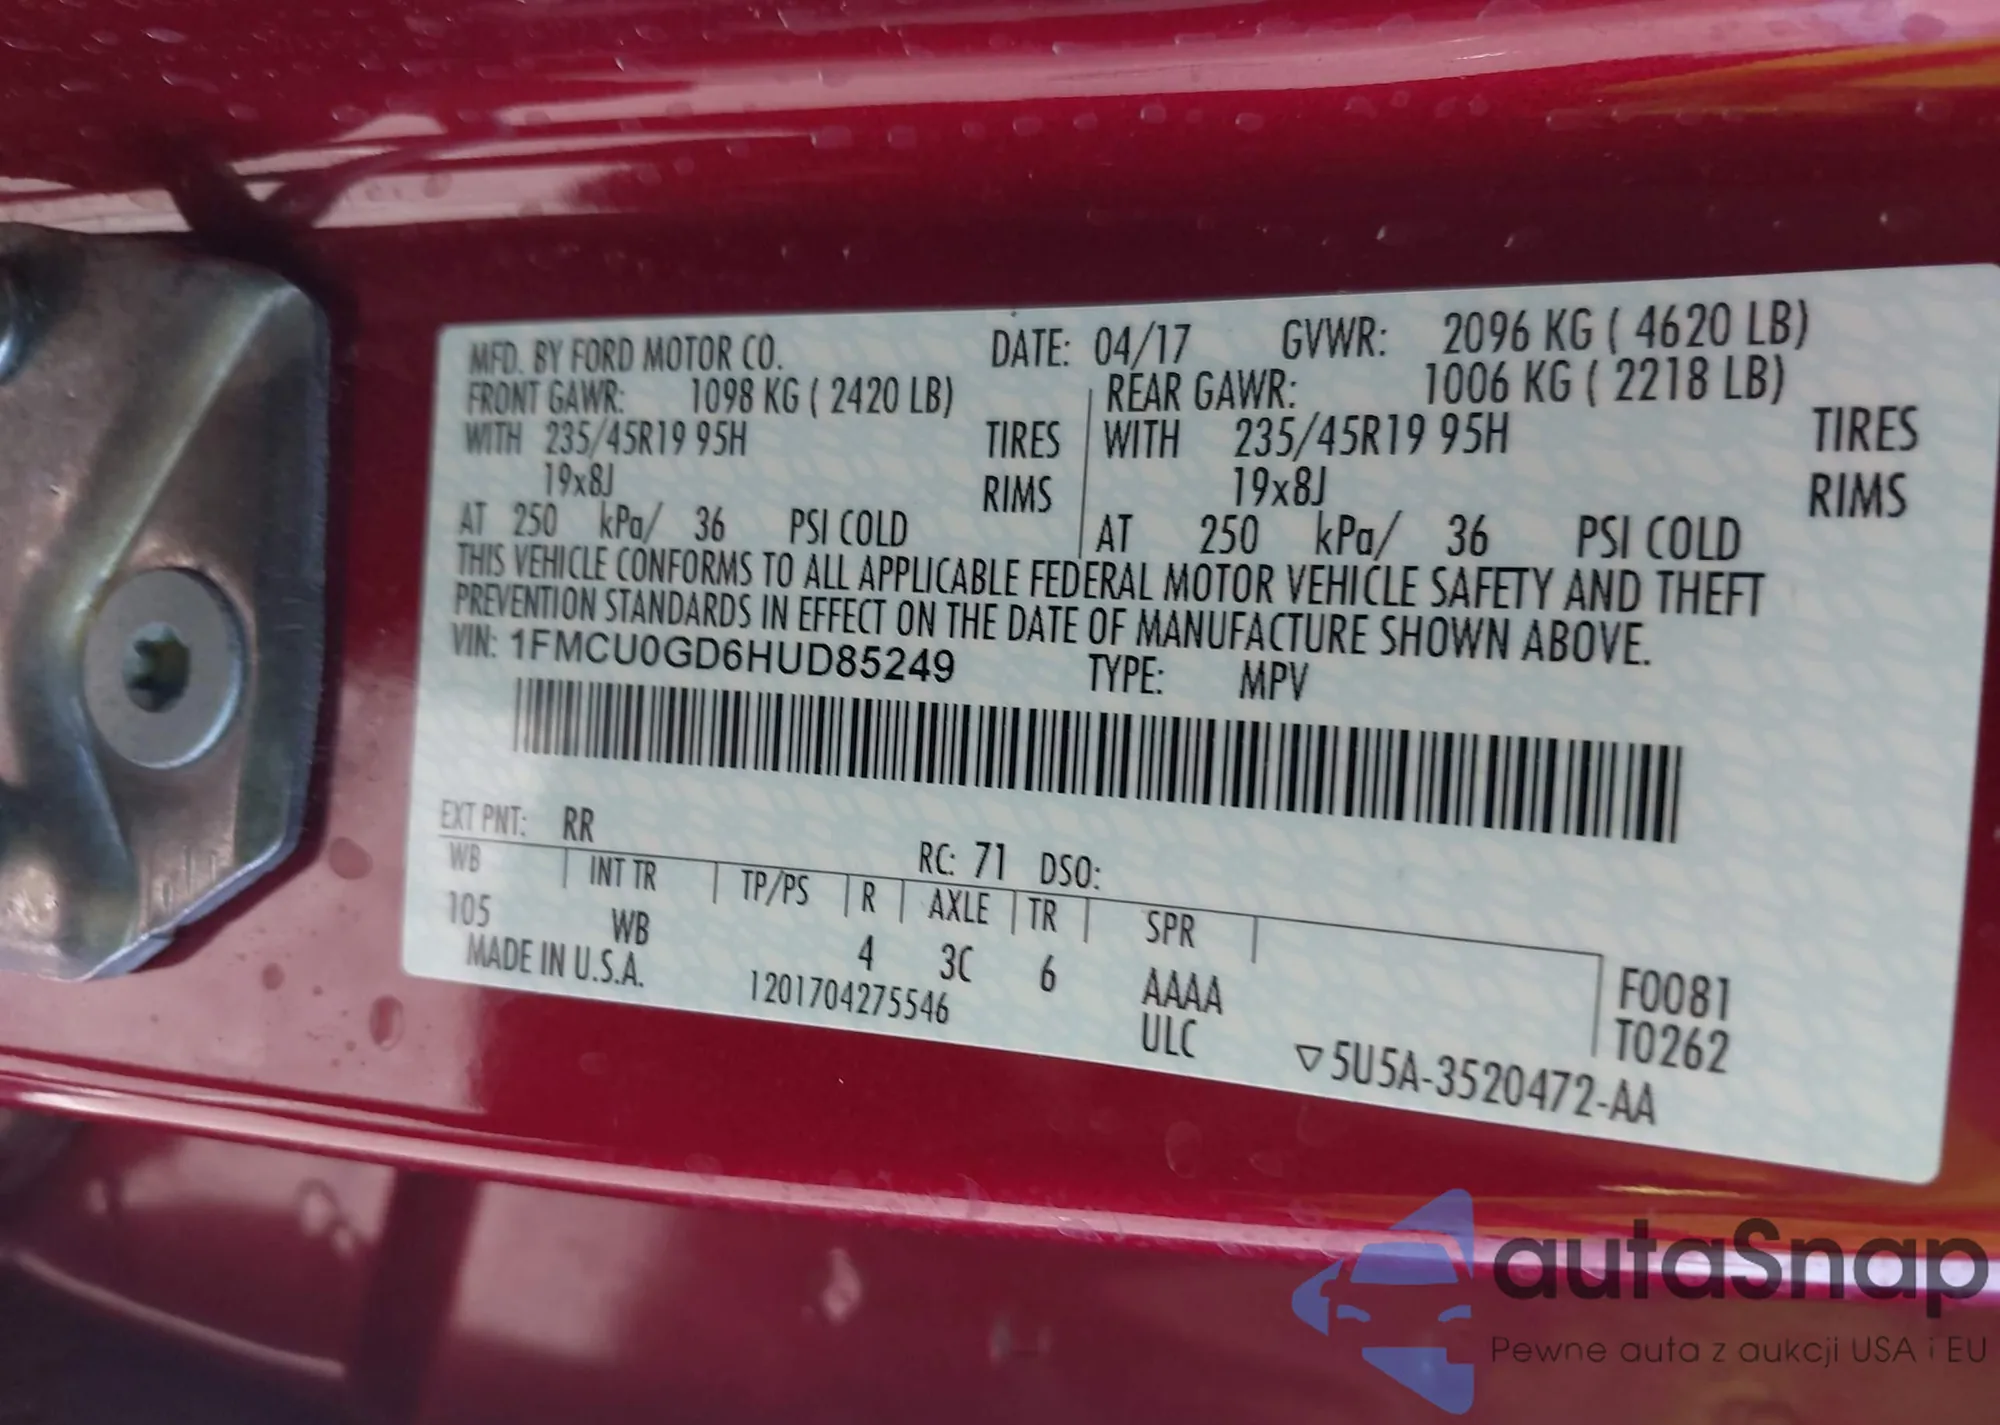 MFD. BY FORD MOTOR CO. DATE: 04/17 GVWR: 2096 KG ( 4620 LB)
FRONT GAWR: 1098 KG ( 2420 LB) REAR GAWR: 1006 KG ( 2218 LB)
WITH 235/45R19 95H TIRES WITH 235/45R19 95H TIRES
19x8J RIMS 19x8J RIMS
AT 250 kPa/ 36 PSI COLD AT 250 kPa/ 36 PSI COLD
THIS VEHICLE CONFORMS TO ALL APPLICABLE FEDERAL MOTOR VEHICLE SAFETY AND THEFT
PREVENTION STANDARDS IN EFFECT ON THE DATE OF MANUFACTURE SHOWN ABOVE.
VIN: 1FMCU0GD6HUD85249 TYPE: MPV
EXT PNT: RR RC: 71 DSO:
WB INT TR TP/PS R AXLE TR SPR
105 WB 4 3C 6 AAAA F0081
MADE IN U.S.A. 1201704275546 ULC T0262
▽5U5A-3520472-AA
autaSnap
Pewne auta z aukcji USA i EU